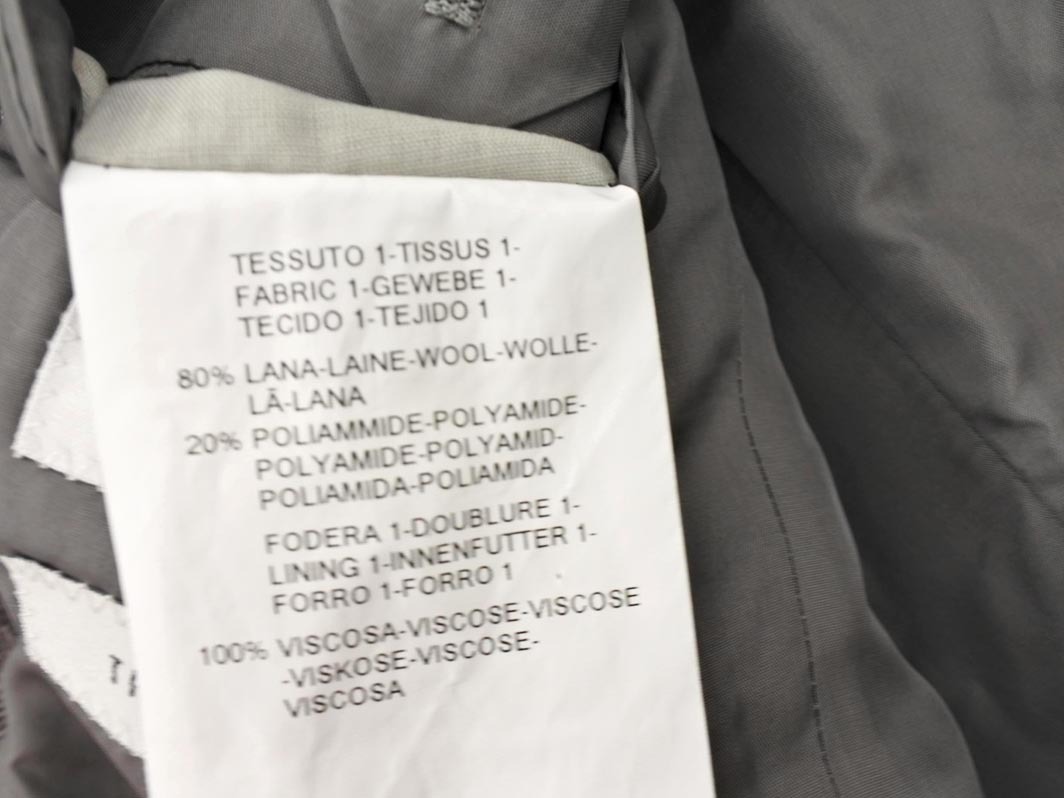 TESSUTO 1-TISSUS 1-
FABRIC 1-GEWEBE 1-
TECIDO 1-TEJIDO 1
80% LANA-LAINE-WOOL-WOLLE-
LÃ-LANA
20% POLIAMMIDE-POLYAMIDE-
POLYAMIDE-POLYAMID-
POLIAMIDA-POLIAMIDA
FODERA 1-DOUBLURE 1-
LINING 1-INNENFUTTER 1-
FORRO 1-FORRO 1
100% VISCOSA-VISCOSE-VISCOSE
-VISKOSE-VISCOSE-
VISCOSA